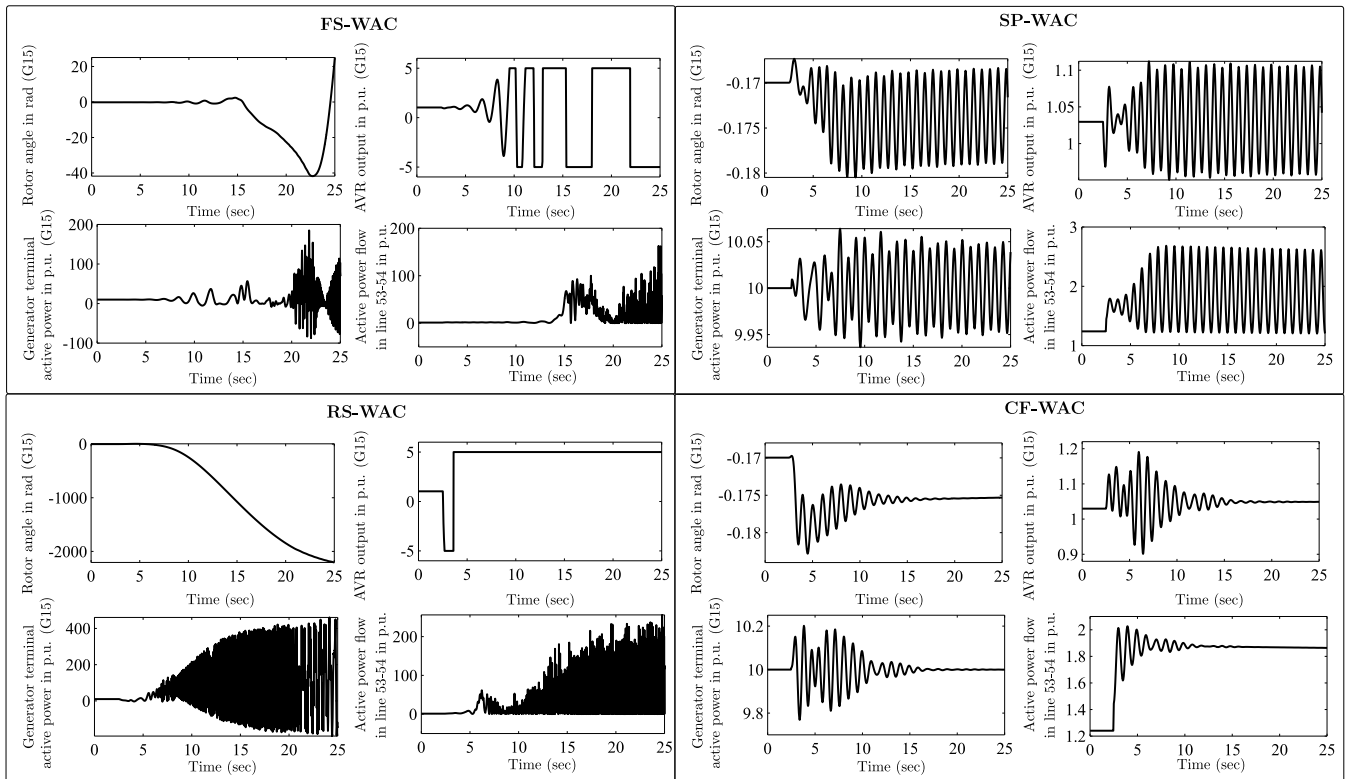 FS-WAC
Rotor angle in rad (G15)
20
0
-20
-40
0 5 10 15 20 25
Time (sec)
AVR output in p.u. (G15)
5
0
-5
0 5 10 15 20 25
Time (sec)
Generator terminal
active power in p.u. (G15)
200
100
0
-100
0 5 10 15 20 25
Time (sec)
Active power flow
in line 53-54 in p.u.
200
100
0
0 5 10 15 20 25
Time (sec)
SP-WAC
Rotor angle in rad (G15)
-0.17
-0.175
-0.18
0 5 10 15 20 25
Time (sec)
AVR output in p.u. (G15)
1.1
1.05
1
0 5 10 15 20 25
Time (sec)
Generator terminal
active power in p.u. (G15)
10.05
10
9.95
0 5 10 15 20 25
Time (sec)
Active power flow
in line 53-54 in p.u.
3
2
1
0 5 10 15 20 25
Time (sec)
RS-WAC
Rotor angle in rad (G15)
0
-1000
-2000
0 5 10 15 20 25
Time (sec)
AVR output in p.u. (G15)
5
0
-5
0 5 10 15 20 25
Time (sec)
Generator terminal
active power in p.u. (G15)
400
200
0
0 5 10 15 20 25
Time (sec)
Active power flow
in line 53-54 in p.u.
200
100
0
0 5 10 15 20 25
Time (sec)
CF-WAC
Rotor angle in rad (G15)
-0.17
-0.175
-0.18
0 5 10 15 20 25
Time (sec)
AVR output in p.u. (G15)
1.2
1.1
1
0.9
0 5 10 15 20 25
Time (sec)
Generator terminal
active power in p.u. (G15)
10.2
10
9.8
0 5 10 15 20 25
Time (sec)
Active power flow
in line 53-54 in p.u.
2
1.8
1.6
1.4
1.2
0 5 10 15 20 25
Time (sec)